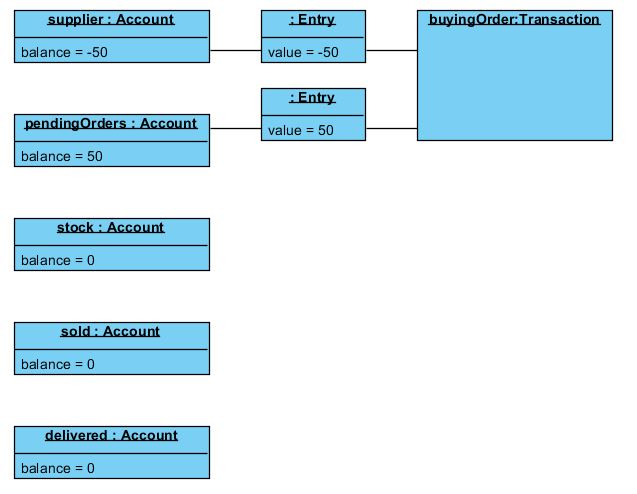 supplier : Account
balance = -50
: Entry
value = -50
buyingOrder:Transaction
: Entry
value = 50
pendingOrders : Account
balance = 50
stock : Account
balance = 0
sold : Account
balance = 0
delivered : Account
balance = 0